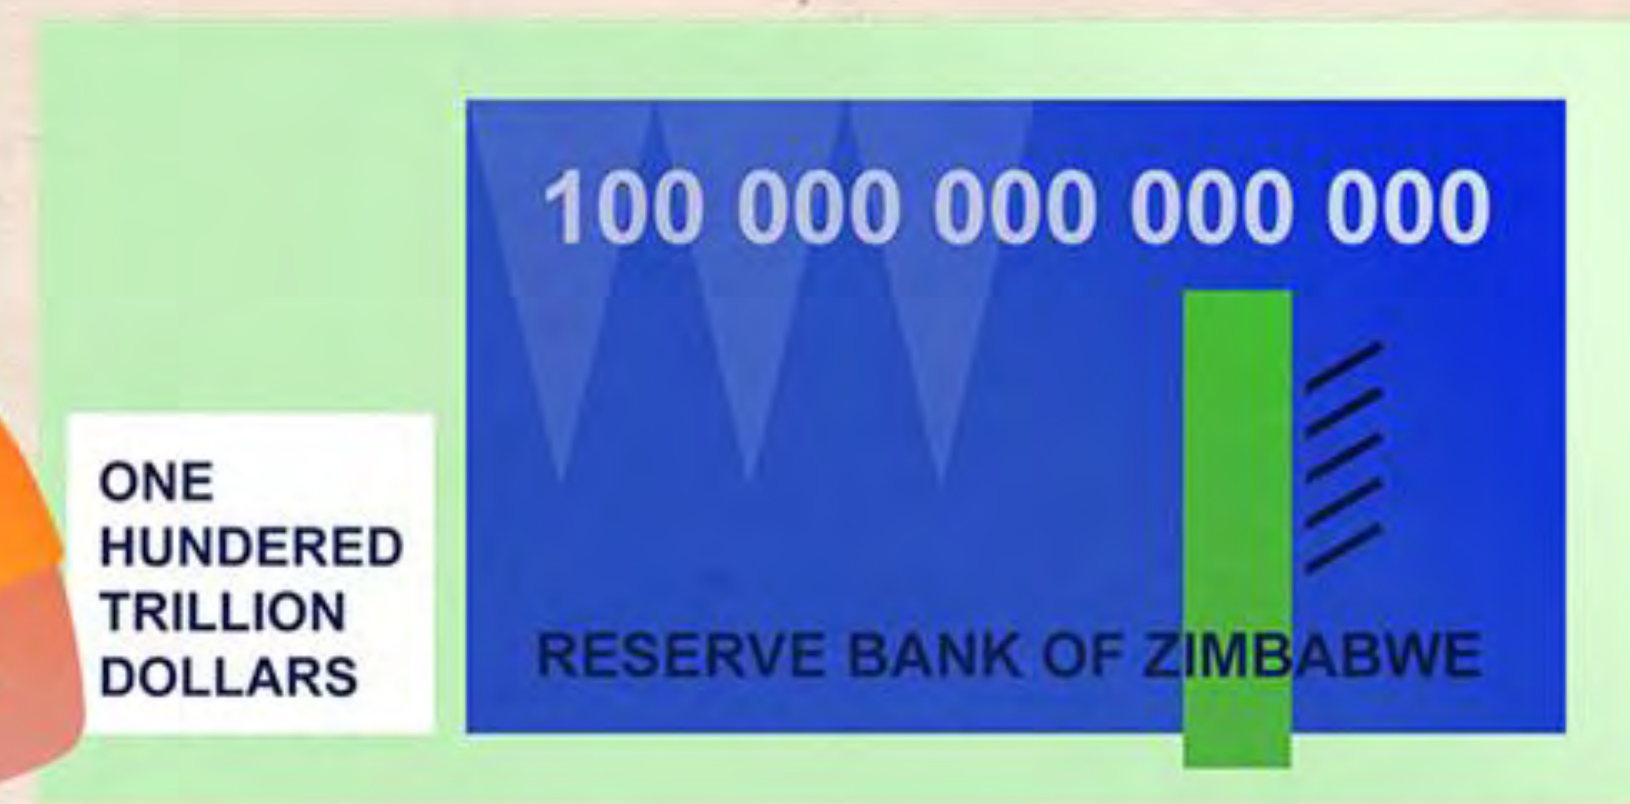 100 000 000 000 000
ONE
HUNDERED
TRILLION
DOLLARS
RESERVE BANK OF ZIMBABWE